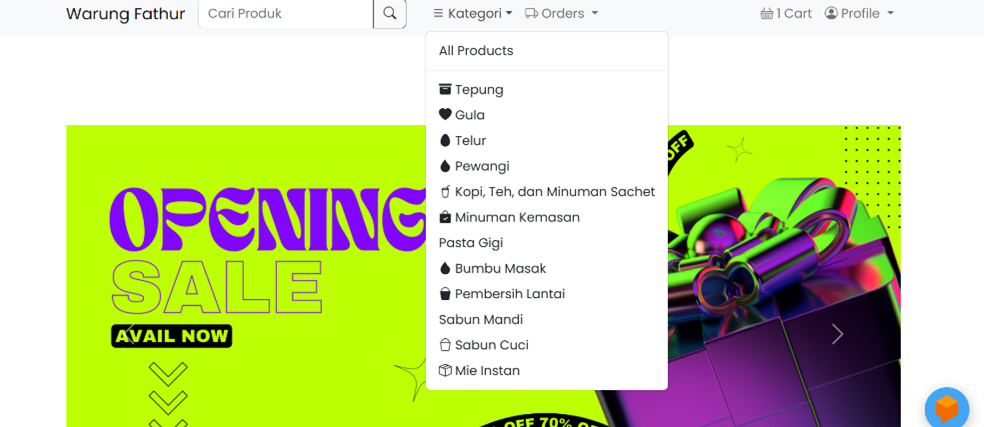 Warung Fathur
Cari Produk
Kategori
Orders
1 Cart
Profile
All Products
Tepung
Gula
Telur
Pewangi
Kopi, Teh, dan Minuman Sachet
Minuman Kemasan
Pasta Gigi
Bumbu Masak
Pembersih Lantai
Sabun Mandi
Sabun Cuci
Mie Instan
OPENING
SALE
AVAIL NOW
OFF
OFF 70% OF